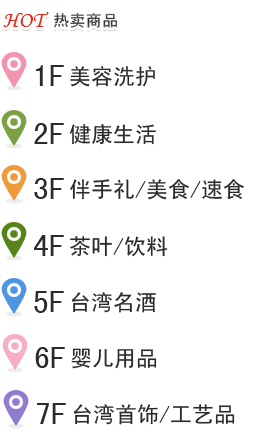 HOT 热卖商品
1F 美容洗护
2F 健康生活
3F 伴手礼/美食/速食
4F 茶叶/饮料
5F 台湾名酒
6F 婴儿用品
7F 台湾首饰/工艺品